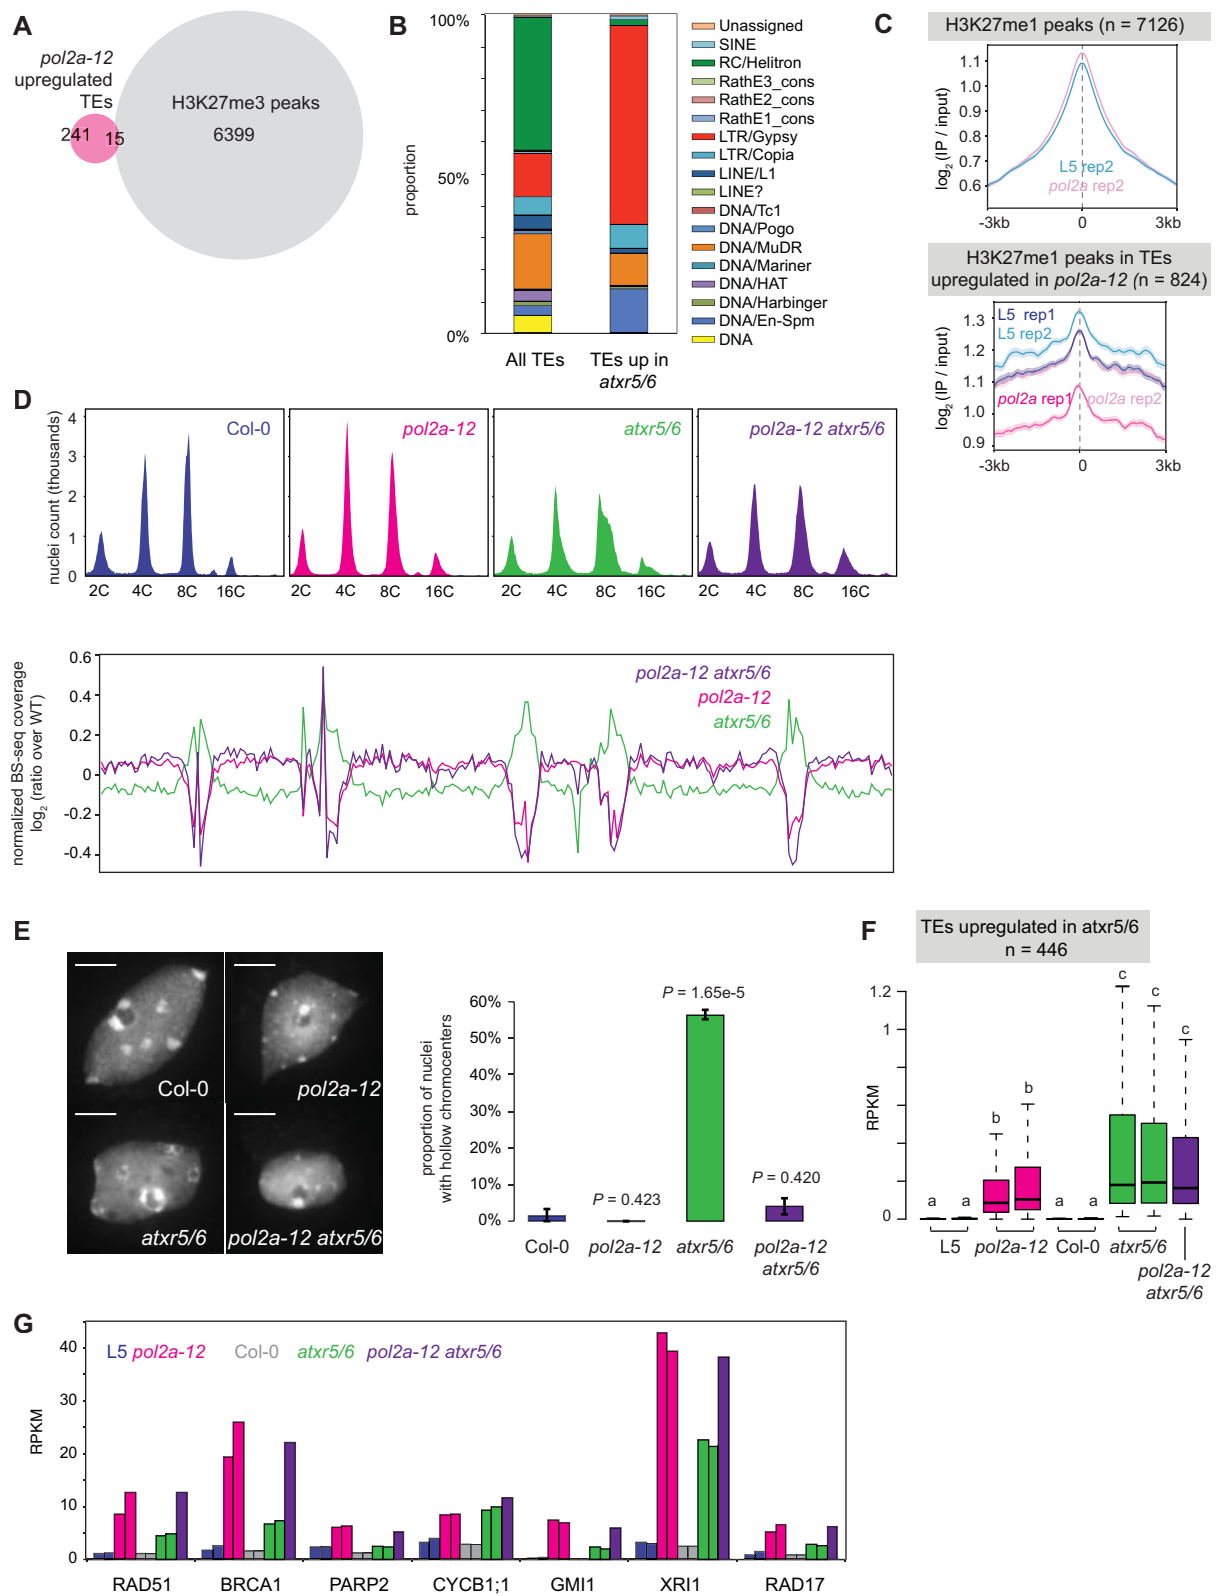 A
pol2a-12
upregulated
TEs
H3K27me3 peaks
241
15
6399
B
100%
50%
0%
proportion
All TEs
TEs up in
atxr5/6
Unassigned
SINE
RC/Helitron
RathE3_cons
RathE2_cons
RathE1_cons
LTR/Gypsy
LTR/Copia
LINE/L1
LINE?
DNA/Tc1
DNA/Pogo
DNA/MuDR
DNA/Mariner
DNA/HAT
DNA/Harbinger
DNA/En-Spm
DNA
C
H3K27me1 peaks (n = 7126)
log2 (IP / input)
1.1
1.0
0.8
0.7
0.6
L5 rep2
pol2a rep2
-3kb
0
3kb
H3K27me1 peaks in TEs
upregulated in pol2a-12 (n = 824)
log2 (IP / input)
1.3
1.2
1.1
1.0
0.9
L5 rep1
L5 rep2
pol2a rep1
pol2a rep2
-3kb
0
3kb
D
nuclei count (thousands)
4
3
2
1
0
Col-0
pol2a-12
atxr5/6
pol2a-12 atxr5/6
2C 4C 8C 16C
2C 4C 8C 16C
2C 4C 8C 16C
2C 4C 8C 16C
normalized BS-seq coverage
log2 (ratio over WT)
0.6
0.4
0.2
0
-0.2
-0.4
pol2a-12 atxr5/6
pol2a-12
atxr5/6
E
Col-0
pol2a-12
atxr5/6
pol2a-12 atxr5/6
proportion of nuclei
with hollow chromocenters
60%
50%
40%
30%
20%
10%
0%
P = 1.65e-5
P = 0.423
P = 0.420
Col-0
pol2a-12
atxr5/6
pol2a-12
atxr5/6
F
TEs upregulated in atxr5/6
n = 446
RPKM
1.2
1
0
a
a
b
b
a
a
c
c
c
L5
pol2a-12
Col-0
atxr5/6
pol2a-12
atxr5/6
G
RPKM
40
30
20
10
0
L5 pol2a-12 Col-0 atxr5/6 pol2a-12 atxr5/6
RAD51
BRCA1
PARP2
CYCB1;1
GMI1
XRI1
RAD17